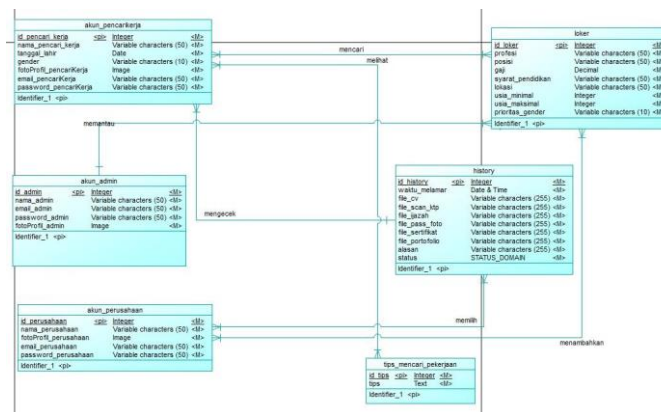 akun_pencarikerja
id_pencari_kerja <pi> Integer <M>
nama_pencari_kerja Variable characters (50) <M>
tanggal_lahir Date <M>
gender Variable characters (10) <M>
fotoProfil_pencariKerja Image <M>
email_pencariKerja Variable characters (50) <M>
password_pencariKerja Variable characters (50) <M>
Identifier_1 <pi>
mencari
melihat
loker
id_loker <pi> Integer <M>
profesi Variable characters (50) <M>
posisi Variable characters (50) <M>
gaji Decimal <M>
syarat_pendidikan Variable characters (50) <M>
lokasi Variable characters (50) <M>
usia_minimal Integer <M>
usia_maksimal Integer <M>
prioritas_gender Variable characters (10) <M>
Identifier_1 <pi>
memantau
akun_admin
id_admin <pi> Integer <M>
nama_admin Variable characters (50) <M>
email_admin Variable characters (50) <M>
password_admin Variable characters (50) <M>
fotoProfil_admin Image <M>
Identifier_1 <pi>
mengecek
history
id_history <pi> Integer <M>
waktu_melamar Date & Time <M>
file_cv Variable characters (255) <M>
file_scan_ktp Variable characters (255) <M>
file_ijazah Variable characters (255) <M>
file_pass_foto Variable characters (255) <M>
file_sertifikat Variable characters (255) <M>
file_portofolio Variable characters (255) <M>
alasan Variable characters (255) <M>
status STATUS_DOMAIN <M>
Identifier_1 <pi>
akun_perusahaan
id_perusahaan <pi> Integer <M>
nama_perusahaan Variable characters (50) <M>
fotoProfil_perusahaan Image <M>
email_perusahaan Variable characters (50) <M>
password_perusahaan Variable characters (50) <M>
Identifier_1 <pi>
memilih
menambahkan
tips_mencari_pekerjaan
id_tips <pi> Integer <M>
tips Text <M>
Identifier_1 <pi>